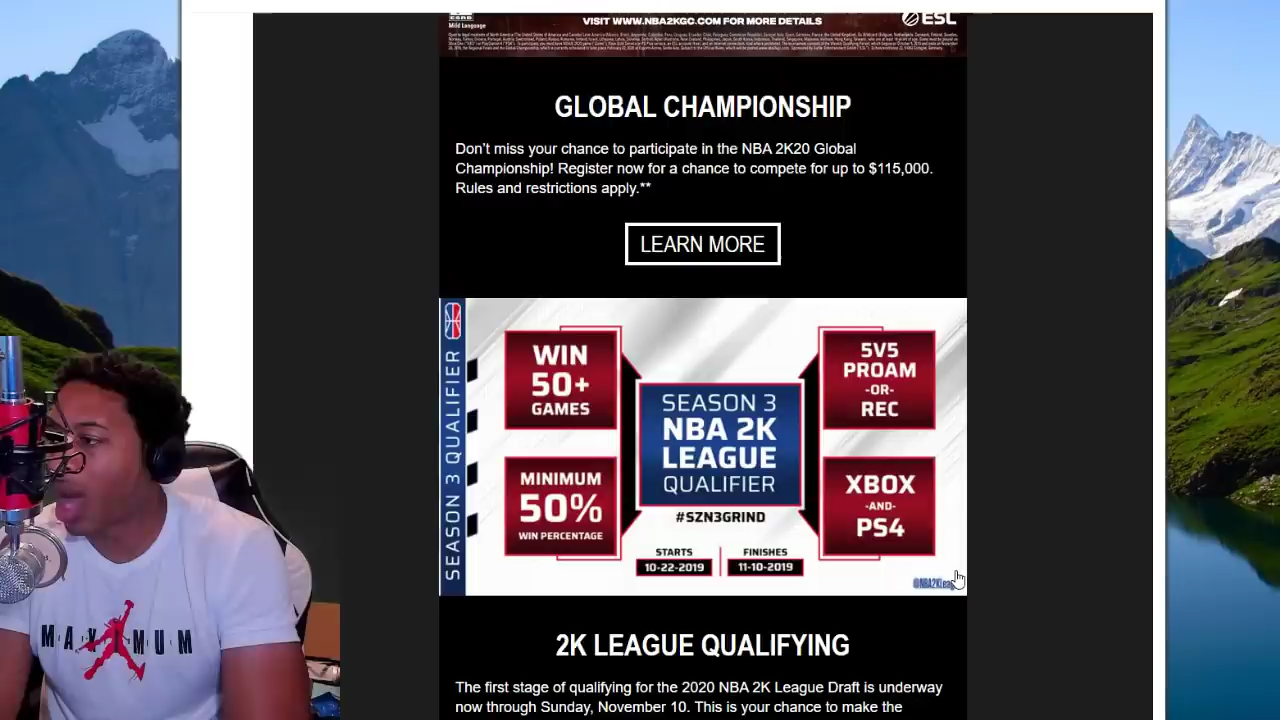 Mild Language
VISIT WWW.NBA2KGC.COM FOR MORE DETAILS
ESL
GLOBAL CHAMPIONSHIP
Don't miss your chance to participate in the NBA 2K20 Global
Championship! Register now for a chance to compete for up to $115,000.
Rules and restrictions apply.**
LEARN MORE
SEASON 3 QUALIFIER
WIN
50+
GAMES
MINIMUM
50%
WIN PERCENTAGE
SEASON 3
NBA 2K
LEAGUE
QUALIFIER
#SZN3GRIND
STARTS
10-22-2019
FINISHES
11-10-2019
5V5
PROAM
-OR-
REC
XBOX
-AND-
PS4
2K LEAGUE QUALIFYING
The first stage of qualifying for the 2020 NBA 2K League Draft is underway
now through Sunday, November 10. This is your chance to make the
MAXIMUM